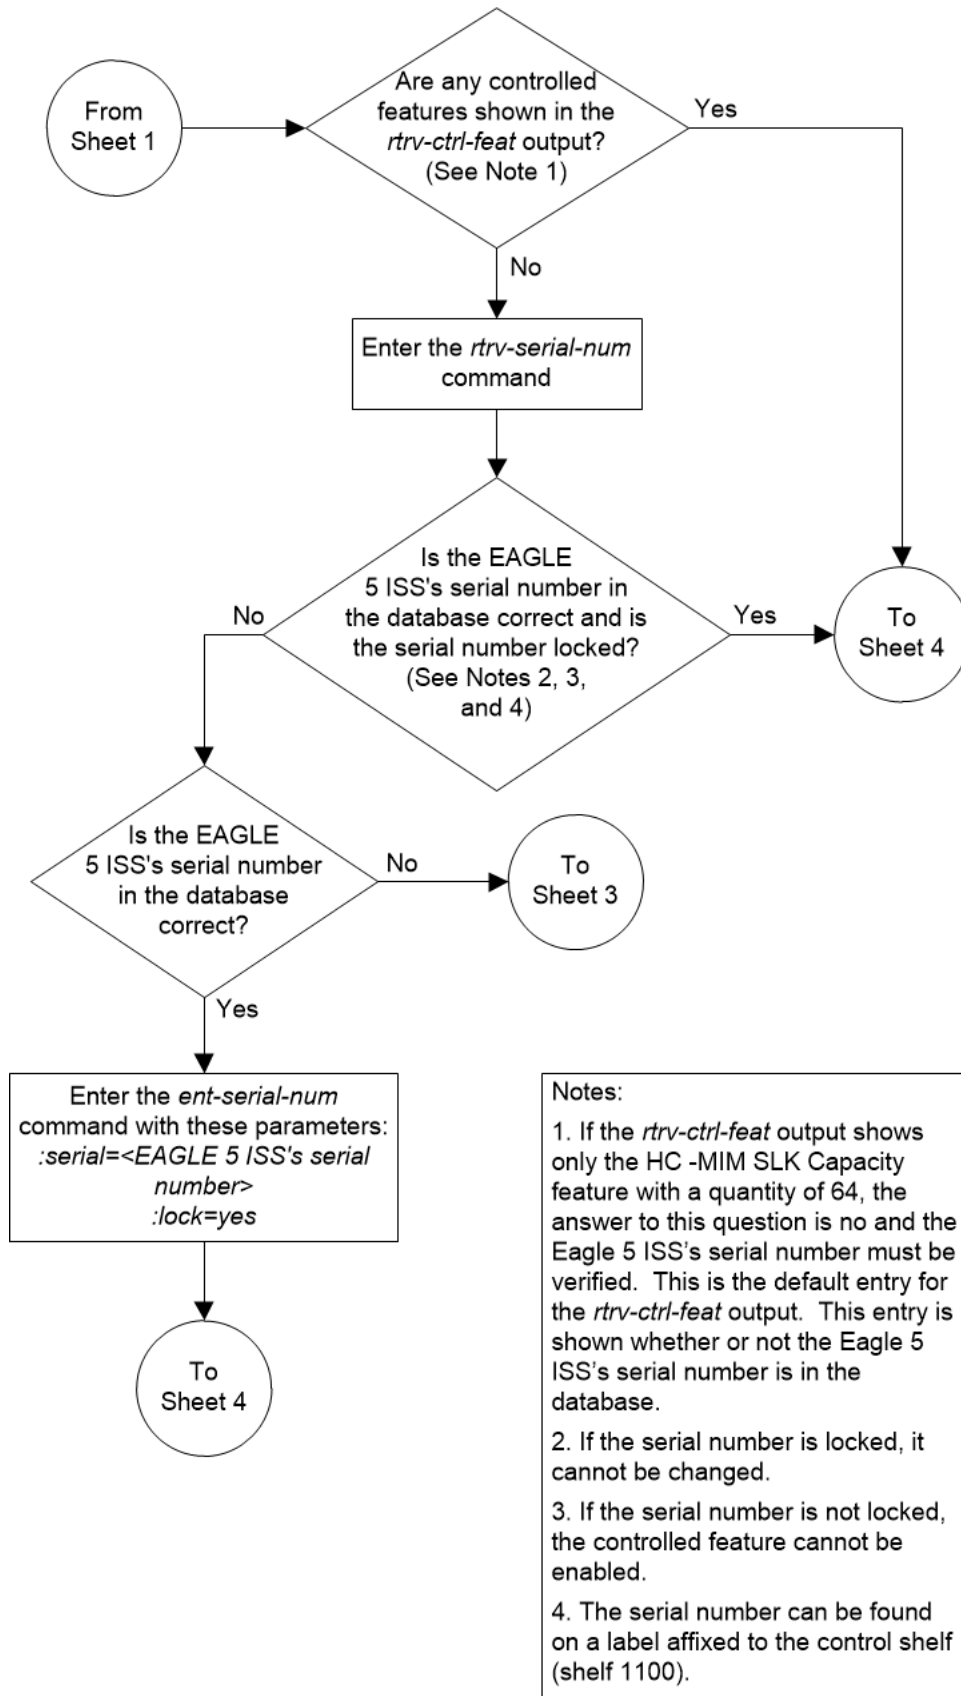 From
Sheet 1
Are any controlled
features shown in the
rtrv-ctrl-feat output?
(See Note 1)
Yes
No
Enter the rtrv-serial-num
command
Is the EAGLE
5 ISS's serial number in
the database correct and is
the serial number locked?
(See Notes 2, 3,
and 4)
No
Yes
To
Sheet 4
Is the EAGLE
5 ISS's serial number
in the database
correct?
No
To
Sheet 3
Yes
Enter the ent-serial-num
command with these parameters:
:serial=<EAGLE 5 ISS's serial
number>
:lock=yes
To
Sheet 4
Notes:
1. If the rtrv-ctrl-feat output shows
only the HC -MIM SLK Capacity
feature with a quantity of 64, the
answer to this question is no and the
Eagle 5 ISS’s serial number must be
verified.  This is the default entry for
the rtrv-ctrl-feat output.  This entry is
shown whether or not the Eagle 5
ISS’s serial number is in the
database.
2. If the serial number is locked, it
cannot be changed.
3. If the serial number is not locked,
the controlled feature cannot be
enabled.
4. The serial number can be found
on a label affixed to the control shelf
(shelf 1100).